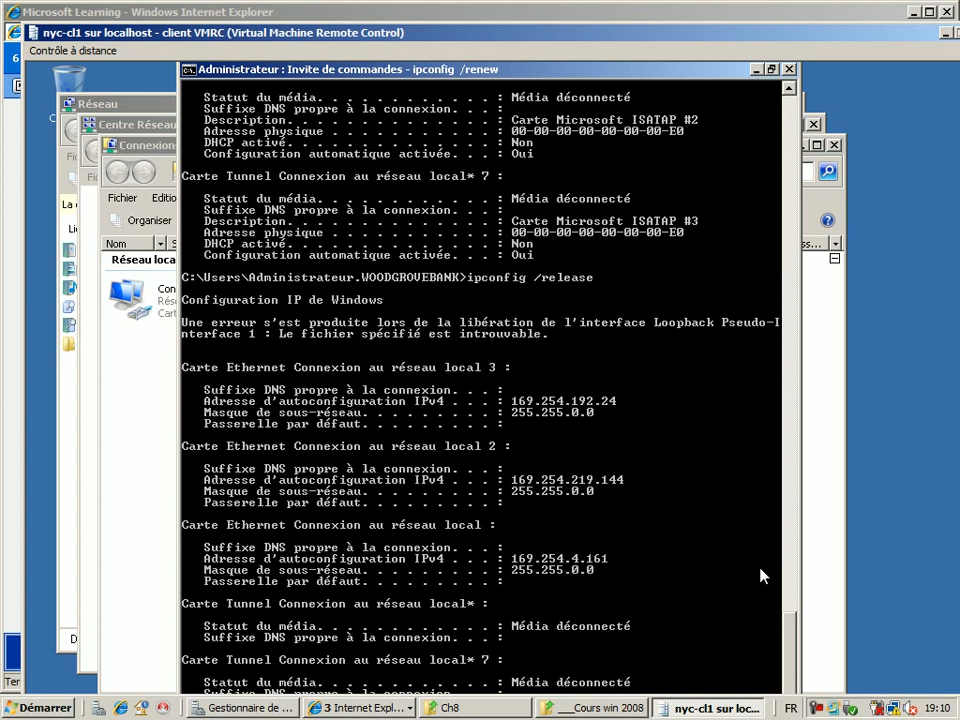 Microsoft Learning - Windows Internet Explorer
nyc-cl1 sur localhost - client VMRC (Virtual Machine Remote Control)
Contrôle à distance
Administrateur : Invite de commandes - ipconfig /renew
Réseau
Centre Réseau
Connexions
Fichier Editio
Organiser
Nom
Réseau loca
Con
Rése
Cart
Statut du média. . . . . . . . . . . . : Média déconnecté
Suffixe DNS propre à la connexion. . . :
Description. . . . . . . . . . . . . . : Carte Microsoft ISATAP #2
Adresse physique . . . . . . . . . . . : 00-00-00-00-00-00-00-E0
DHCP activé. . . . . . . . . . . . . . : Non
Configuration automatique activée. . . : Oui
Carte Tunnel Connexion au réseau local* 7 :
Statut du média. . . . . . . . . . . . : Média déconnecté
Suffixe DNS propre à la connexion. . . :
Description. . . . . . . . . . . . . . : Carte Microsoft ISATAP #3
Adresse physique . . . . . . . . . . . : 00-00-00-00-00-00-00-E0
DHCP activé. . . . . . . . . . . . . . : Non
Configuration automatique activée. . . : Oui
C:\Users\Administrateur.WOODGROVEBANK>ipconfig /release
Configuration IP de Windows
Une erreur s'est produite lors de la libération de l'interface Loopback Pseudo-I
nterface 1 : Le fichier spécifié est introuvable.
Carte Ethernet Connexion au réseau local 3 :
Suffixe DNS propre à la connexion. . . :
Adresse d'autoconfiguration IPv4 . . . : 169.254.192.24
Masque de sous-réseau. . . . . . . . . : 255.255.0.0
Passerelle par défaut. . . . . . . . . :
Carte Ethernet Connexion au réseau local 2 :
Suffixe DNS propre à la connexion. . . :
Adresse d'autoconfiguration IPv4 . . . : 169.254.219.144
Masque de sous-réseau. . . . . . . . . : 255.255.0.0
Passerelle par défaut. . . . . . . . . :
Carte Ethernet Connexion au réseau local :
Suffixe DNS propre à la connexion. . . :
Adresse d'autoconfiguration IPv4 . . . : 169.254.4.161
Masque de sous-réseau. . . . . . . . . : 255.255.0.0
Passerelle par défaut. . . . . . . . . :
Carte Tunnel Connexion au réseau local* :
Statut du média. . . . . . . . . . . . : Média déconnecté
Suffixe DNS propre à la connexion. . . :
Carte Tunnel Connexion au réseau local* 7 :
Statut du média. . . . . . . . . . . . : Média déconnecté
Démarrer
Gestionnaire de ...
3 Internet Expl...
Ch8
___Cours win 2008
nyc-cl1 sur loc...
FR
19:10